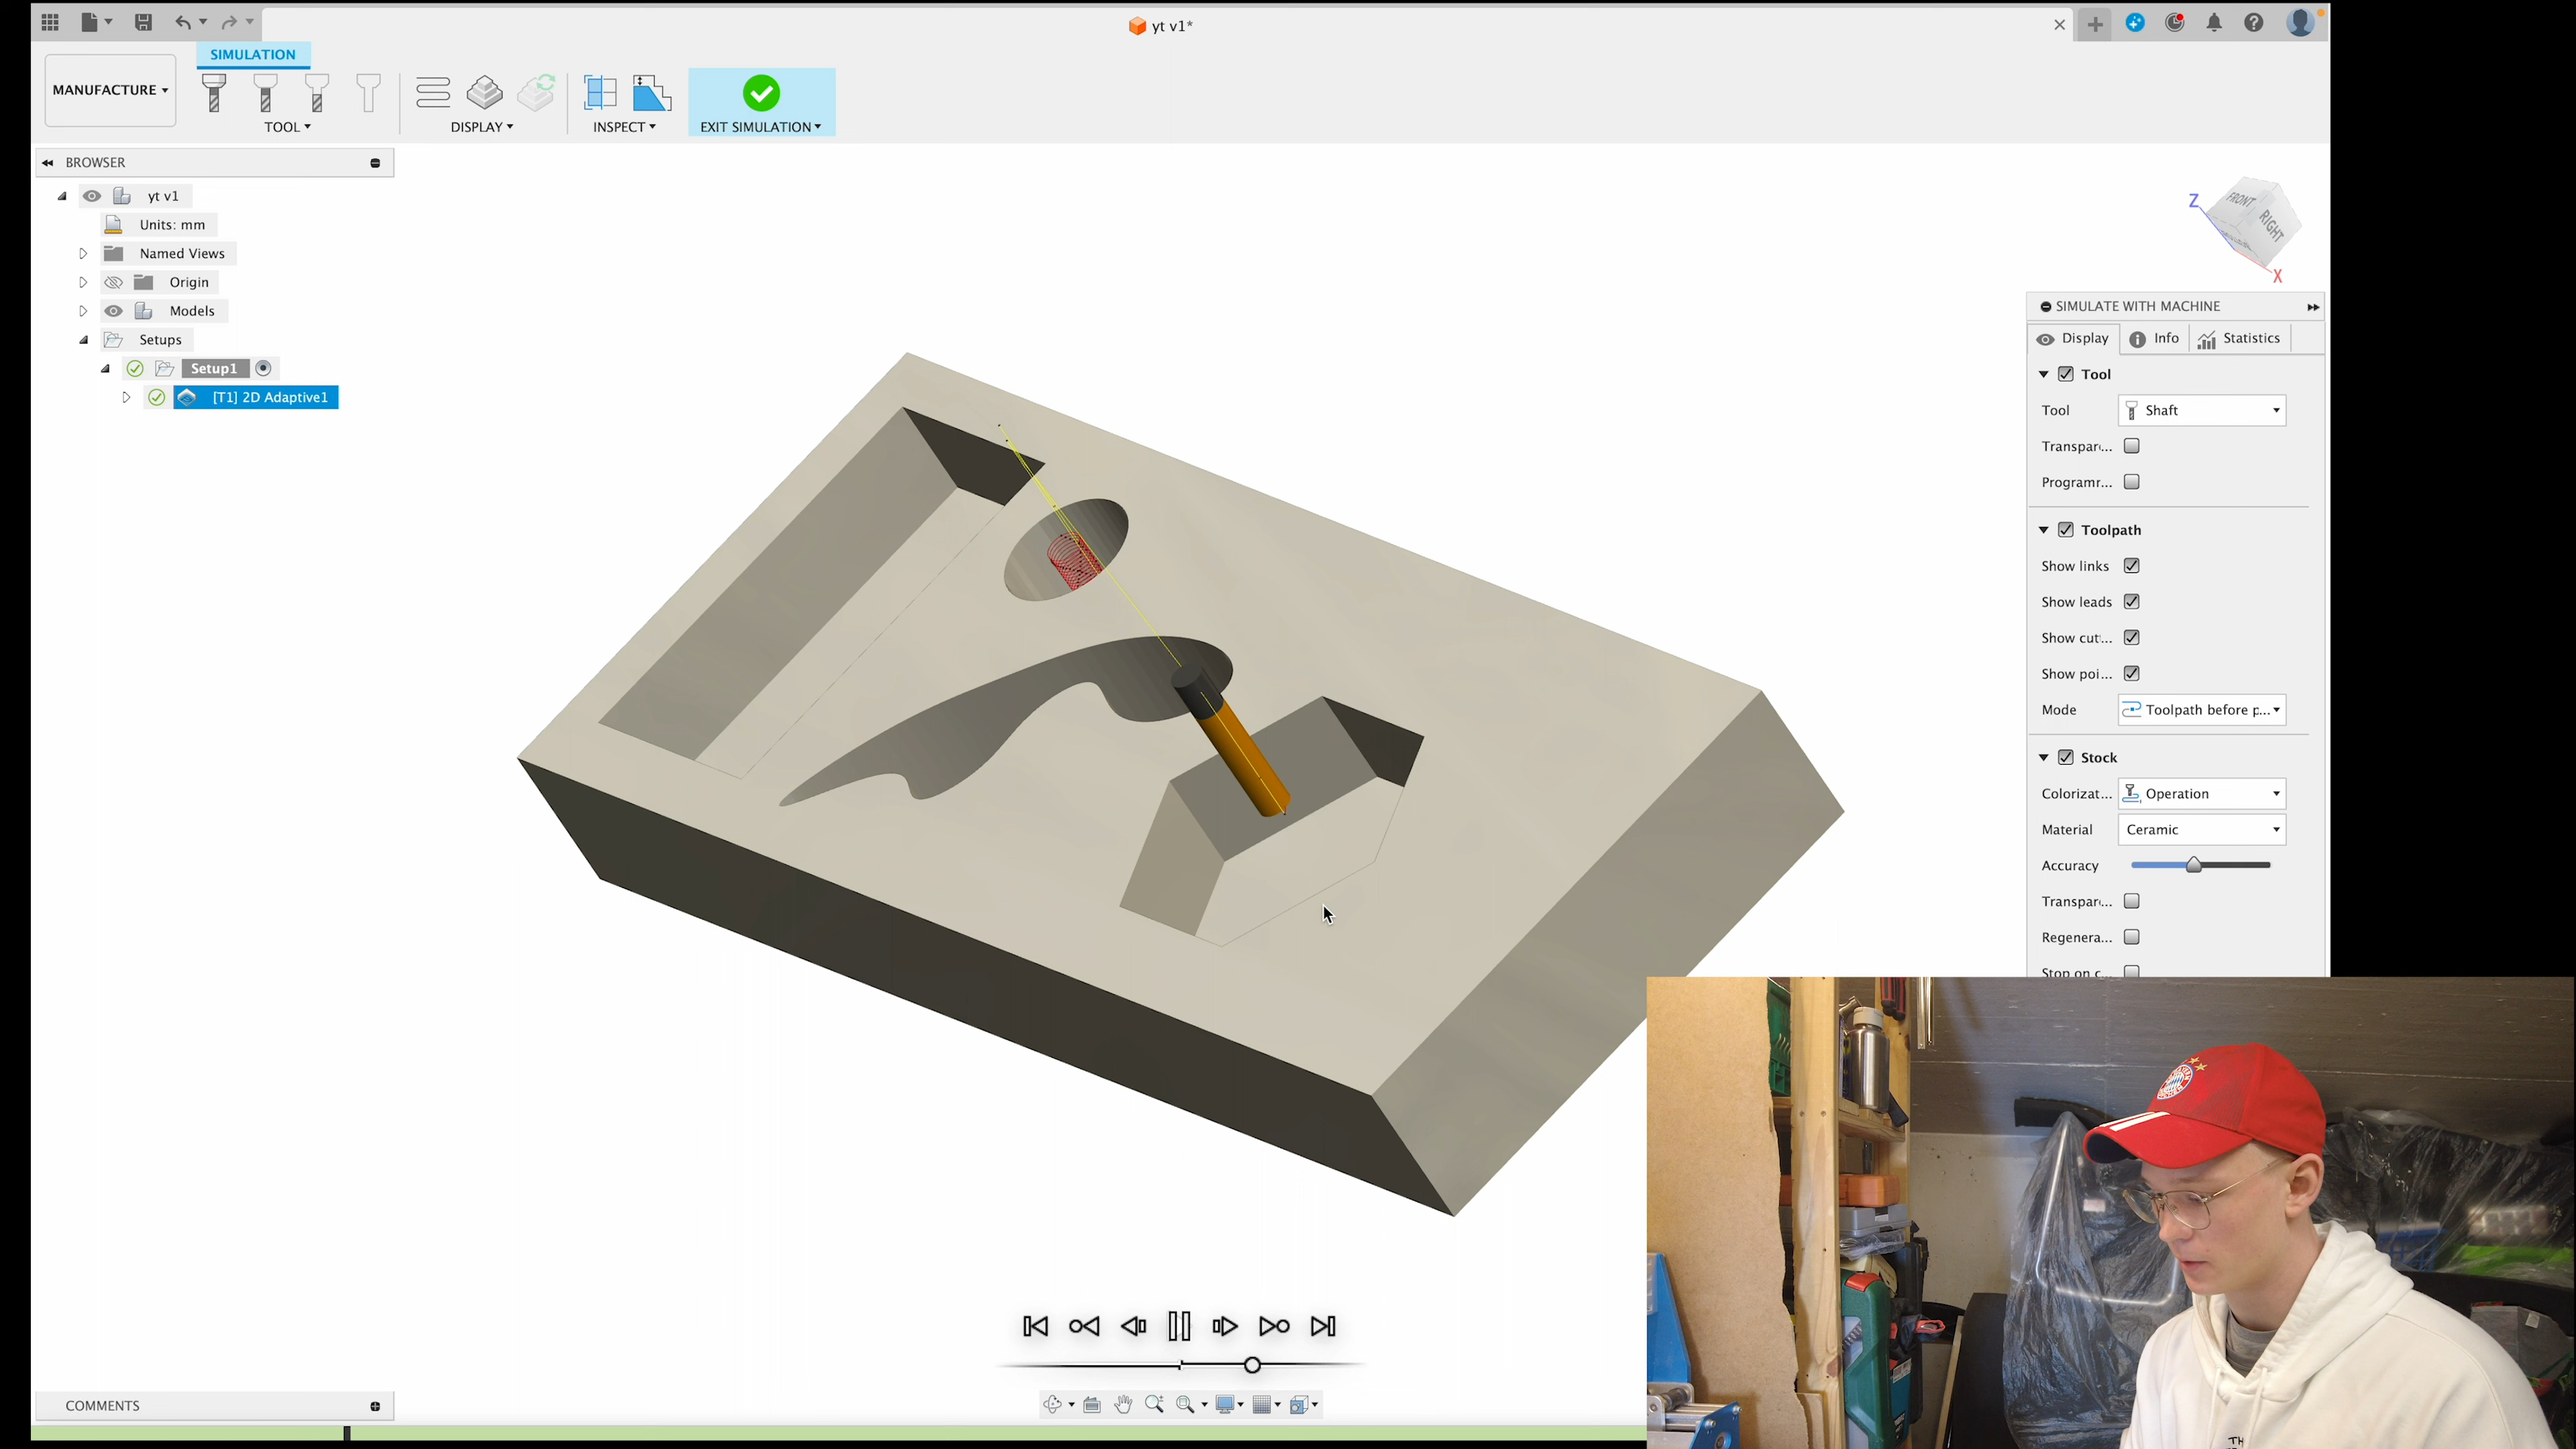 yt v1*
SIMULATION
MANUFACTURE
TOOL
DISPLAY
INSPECT
EXIT SIMULATION
BROWSER
yt v1
Units: mm
Named Views
Origin
Models
Setups
Setup1
[T1] 2D Adaptive1
Z
FRONT
RIGHT
X
SIMULATE WITH MACHINE
Display
Info
Statistics
Tool
Tool
Shaft
Transpar...
Programr...
Toolpath
Show links
Show leads
Show cut...
Show poi...
Mode
Toolpath before p...
Stock
Colorizat...
Operation
Material
Ceramic
Accuracy
Transpar...
Regenera...
Stop on c...
COMMENTS
TH